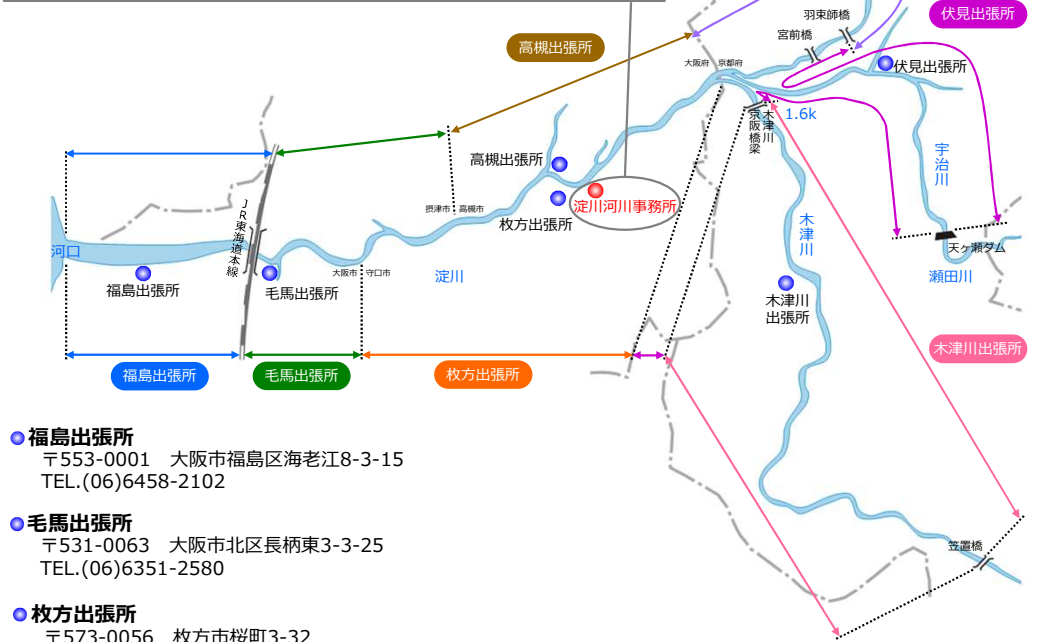 羽束師橋
宮前橋
伏見出張所
高槻出張所
大阪府 京都府
伏見出張所
木津川
京阪橋梁
1.6k
宇治川
高槻出張所
淀川河川事務所
摂津市 高槻市
枚方出張所
JR東海道本線
木津川
河口
天ヶ瀬ダム
大阪市 守口市
淀川
瀬田川
福島出張所
毛馬出張所
木津川
出張所
木津川出張所
福島出張所
毛馬出張所
枚方出張所
福島出張所
〒553-0001 大阪市福島区海老江8-3-15
TEL.(06)6458-2102
毛馬出張所
〒531-0063 大阪市北区長柄東3-3-25
TEL.(06)6351-2580
笠置橋
枚方出張所
〒573-0056 枚方市桜町3-32